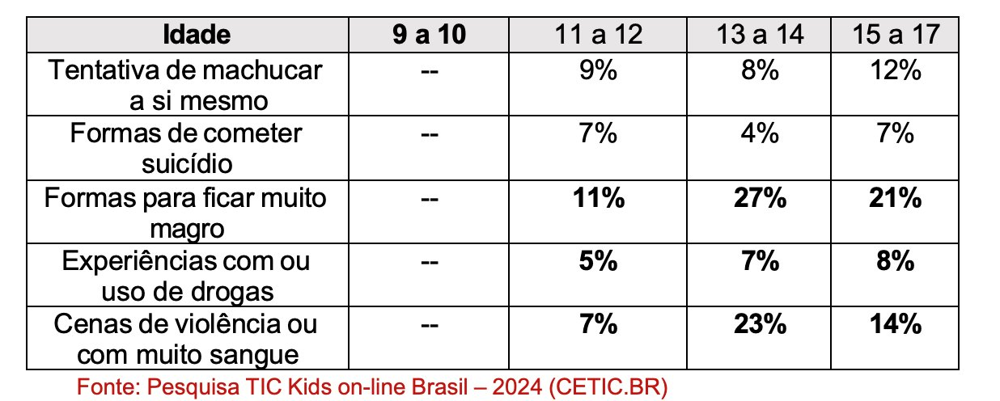 Idade 9 a 10 11 a 12 13 a 14 15 a 17
Tentativa de machucar -- 9% 8% 12%
a si mesmo
Formas de cometer -- 7% 4% 7%
suicídio
Formas para ficar muito -- 11% 27% 21%
magro
Experiências com ou -- 5% 7% 8%
uso de drogas
Cenas de violência ou -- 7% 23% 14%
com muito sangue
Fonte: Pesquisa TIC Kids on-line Brasil – 2024 (CETIC.BR)